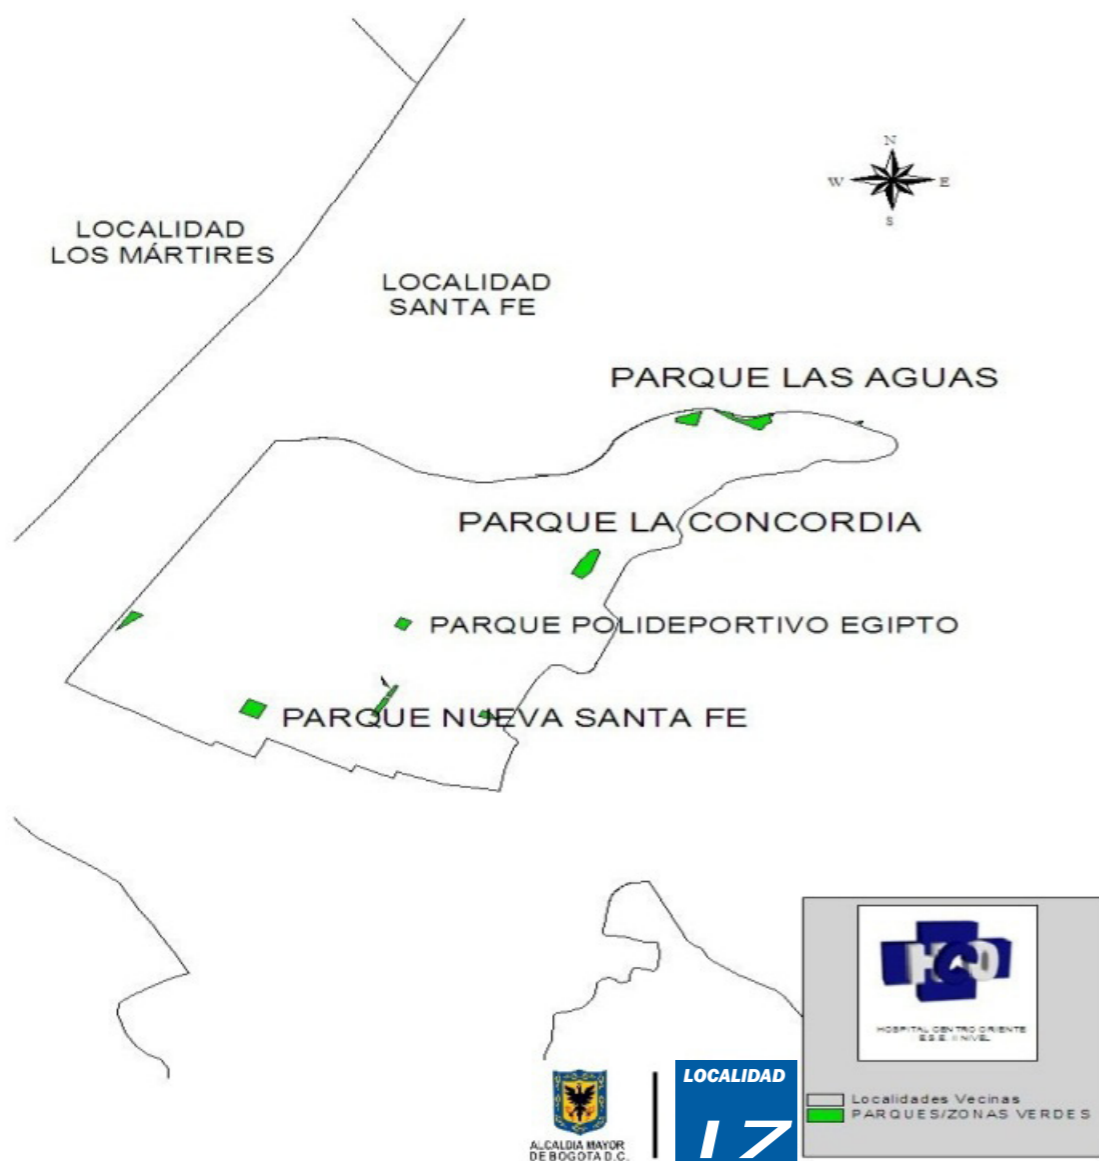 N
W E
S
LOCALIDAD
LOS MÁRTIRES
LOCALIDAD
SANTA FE
PARQUE LAS AGUAS
PARQUE LA CONCORDIA
PARQUE POLIDEPORTIVO EGIPTO
PARQUE NUEVA SANTA FE
HCO
HOSPITAL CENTRO ORIENTE
E.S.E. II NIVEL
Localidades Vecinas
PARQUES/ZONAS VERDES
ALCALDIA MAYOR
DE BOGOTA D.C.
LOCALIDAD
17